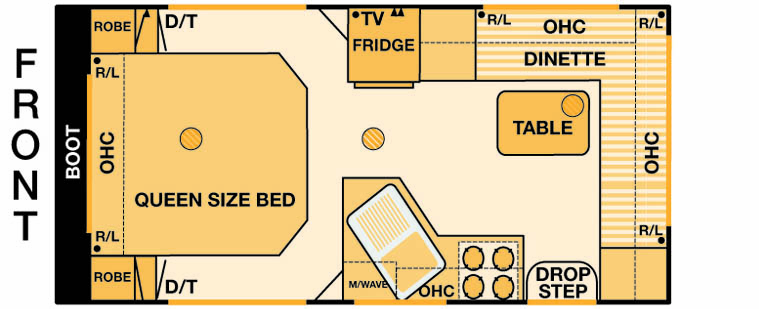 FRONT
BOOT
ROBE
D/T
R/L
OHC
QUEEN SIZE BED
R/L
ROBE
D/T
TV
FRIDGE
R/L
OHC
R/L
DINETTE
TABLE
OHC
R/L
M/WAVE
OHC
DROP
STEP